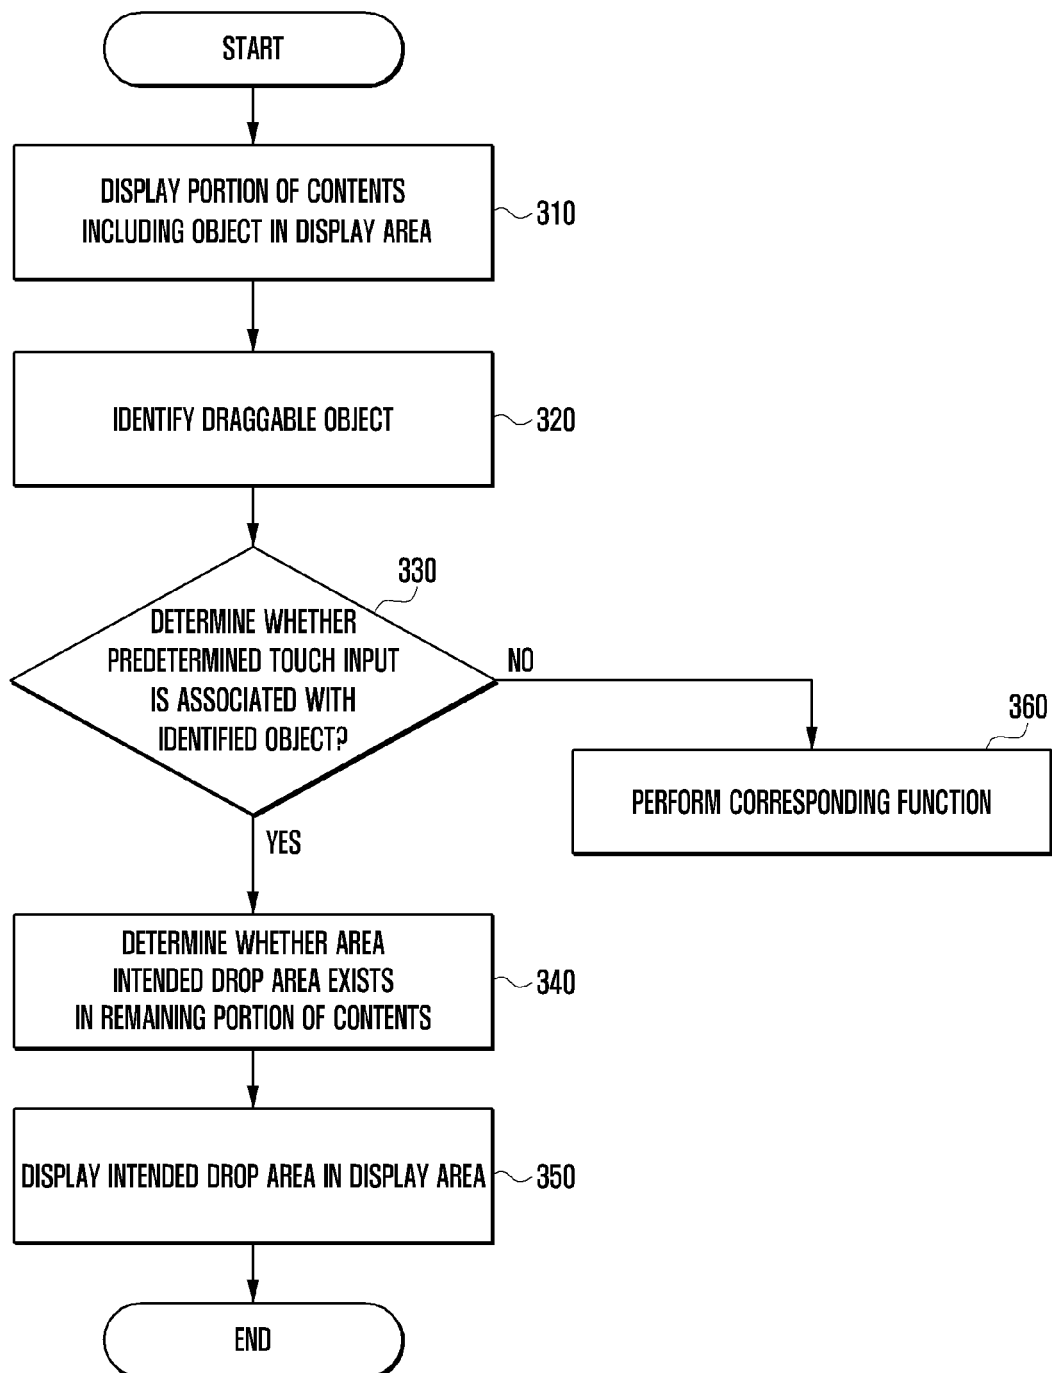 START
DISPLAY PORTION OF CONTENTS
INCLUDING OBJECT IN DISPLAY AREA
310
IDENTIFY DRAGGABLE OBJECT
320
330
DETERMINE WHETHER
PREDETERMINED TOUCH INPUT
IS ASSOCIATED WITH
IDENTIFIED OBJECT?
NO
360
PERFORM CORRESPONDING FUNCTION
YES
DETERMINE WHETHER AREA
INTENDED DROP AREA EXISTS
IN REMAINING PORTION OF CONTENTS
340
DISPLAY INTENDED DROP AREA IN DISPLAY AREA
350
END